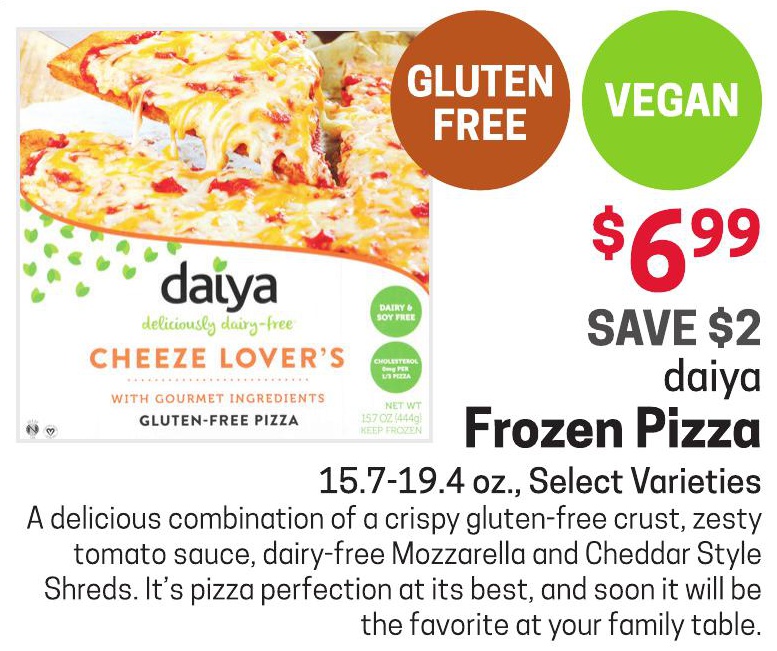 GLUTEN
FREE
VEGAN
daiya
deliciously dairy-free
CHEEZE LOVER'S
WITH GOURMET INGREDIENTS
GLUTEN-FREE PIZZA
DAIRY &
SOY FREE
CHOLESTEROL
0mg PER
1/3 PIZZA
NET WT
15.7 OZ (444g)
KEEP FROZEN
$6.99
SAVE $2
daiya
Frozen Pizza
15.7-19.4 oz., Select Varieties
A delicious combination of a crispy gluten-free crust, zesty
tomato sauce, dairy-free Mozzarella and Cheddar Style
Shreds. It's pizza perfection at its best, and soon it will be
the favorite at your family table.